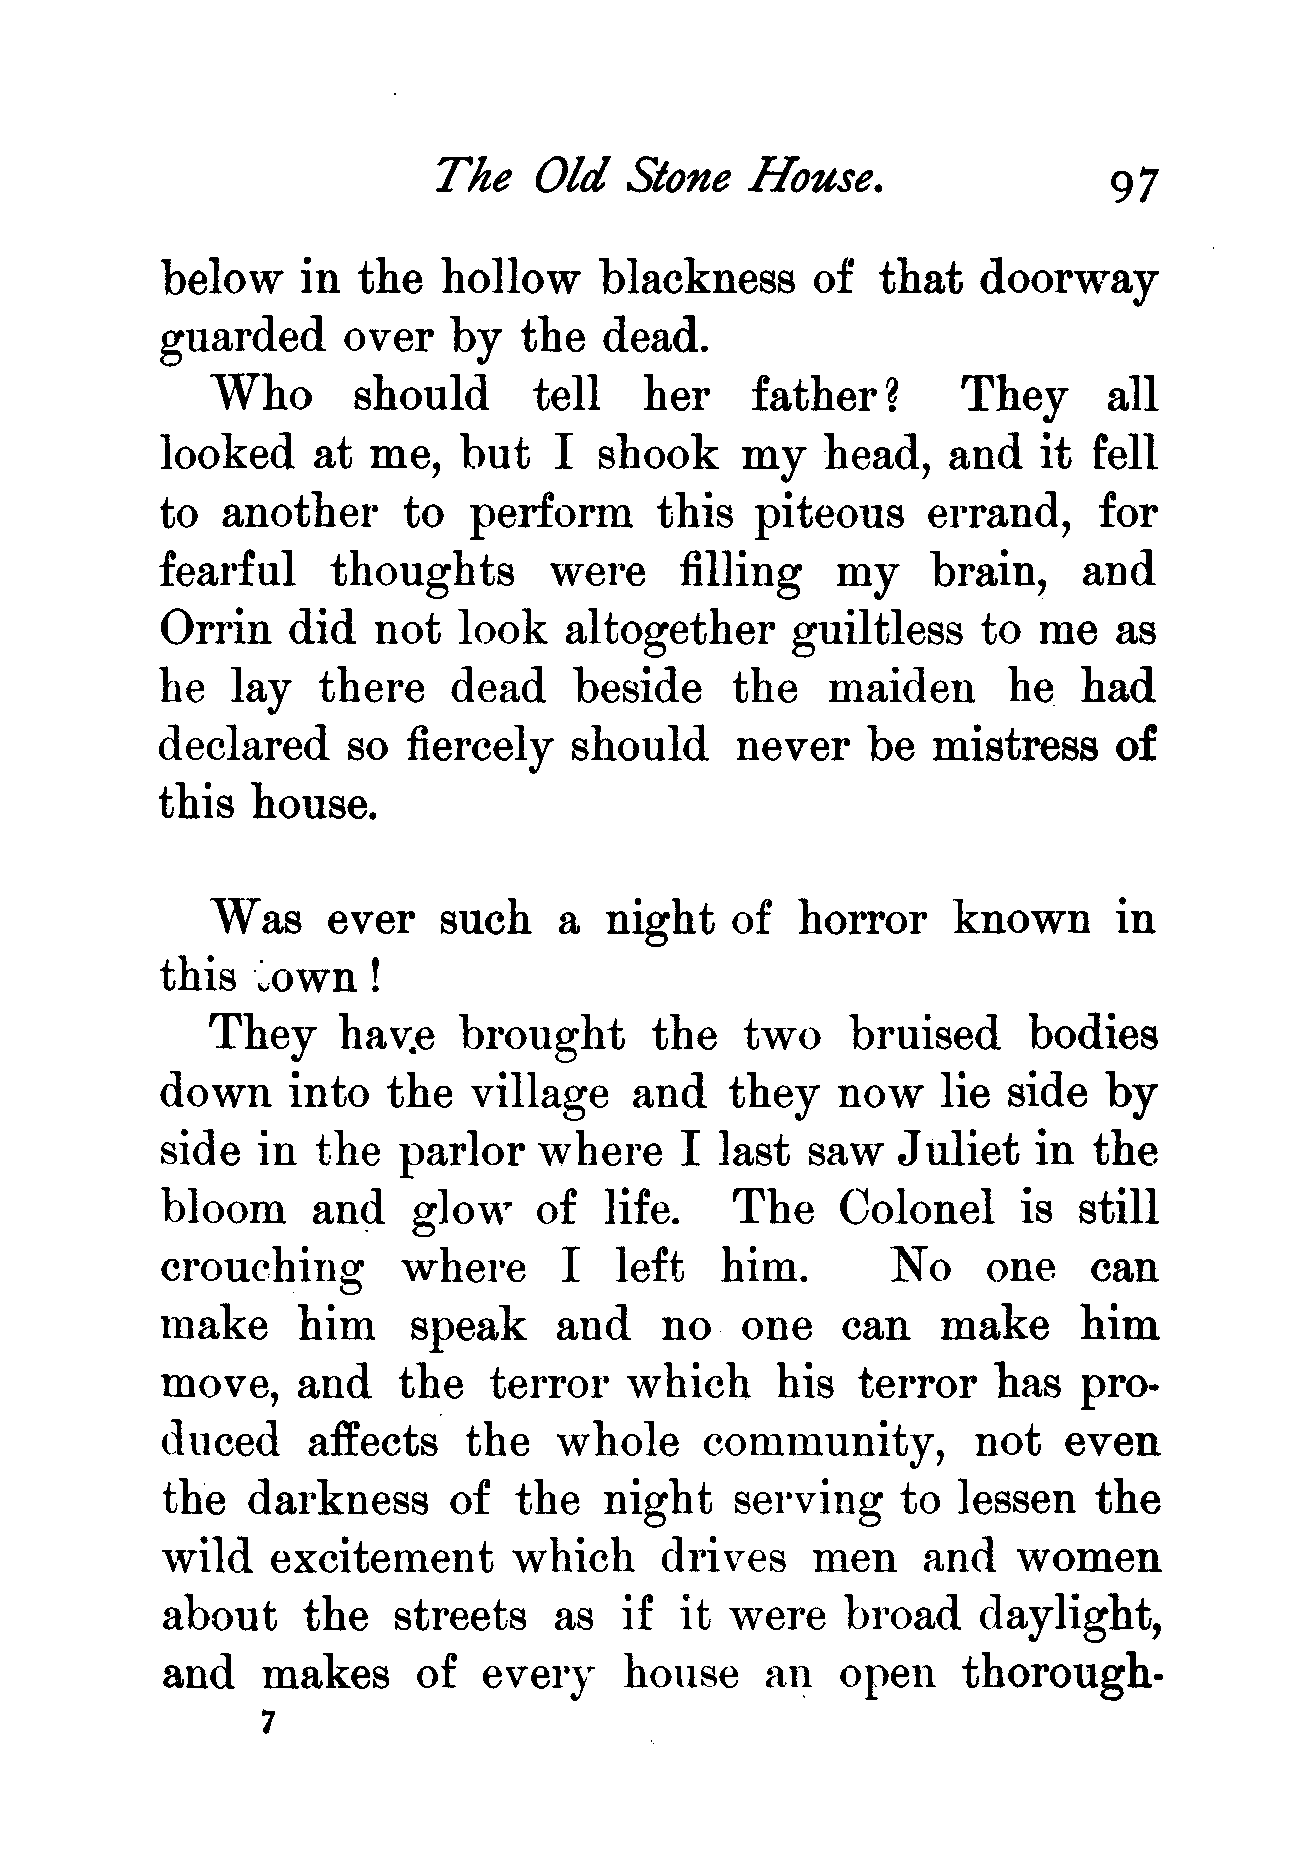 The Old Stone House. 97
below in the hollow blackness of that doorway
guarded over by the dead.
Who should tell her father? They all
looked at me, but I shook my head, and it fell
to another to perform this piteous errand, for
fearful thoughts were filling my brain, and
Orrin did not look altogether guiltless to me as
he lay there dead beside the maiden he had
declared so fiercely should never be mistress of
this house.
Was ever such a night of horror known in
this town!
They have brought the two bruised bodies
down into the village and they now lie side by
side in the parlor where I last saw Juliet in the
bloom and glow of life. The Colonel is still
crouching where I left him. No one can
make him speak and no one can make him
move, and the terror which his terror has pro-
duced affects the whole community, not even
the darkness of the night serving to lessen the
wild excitement which drives men and women
about the streets as if it were broad daylight,
and makes of every house an open thorough-
7